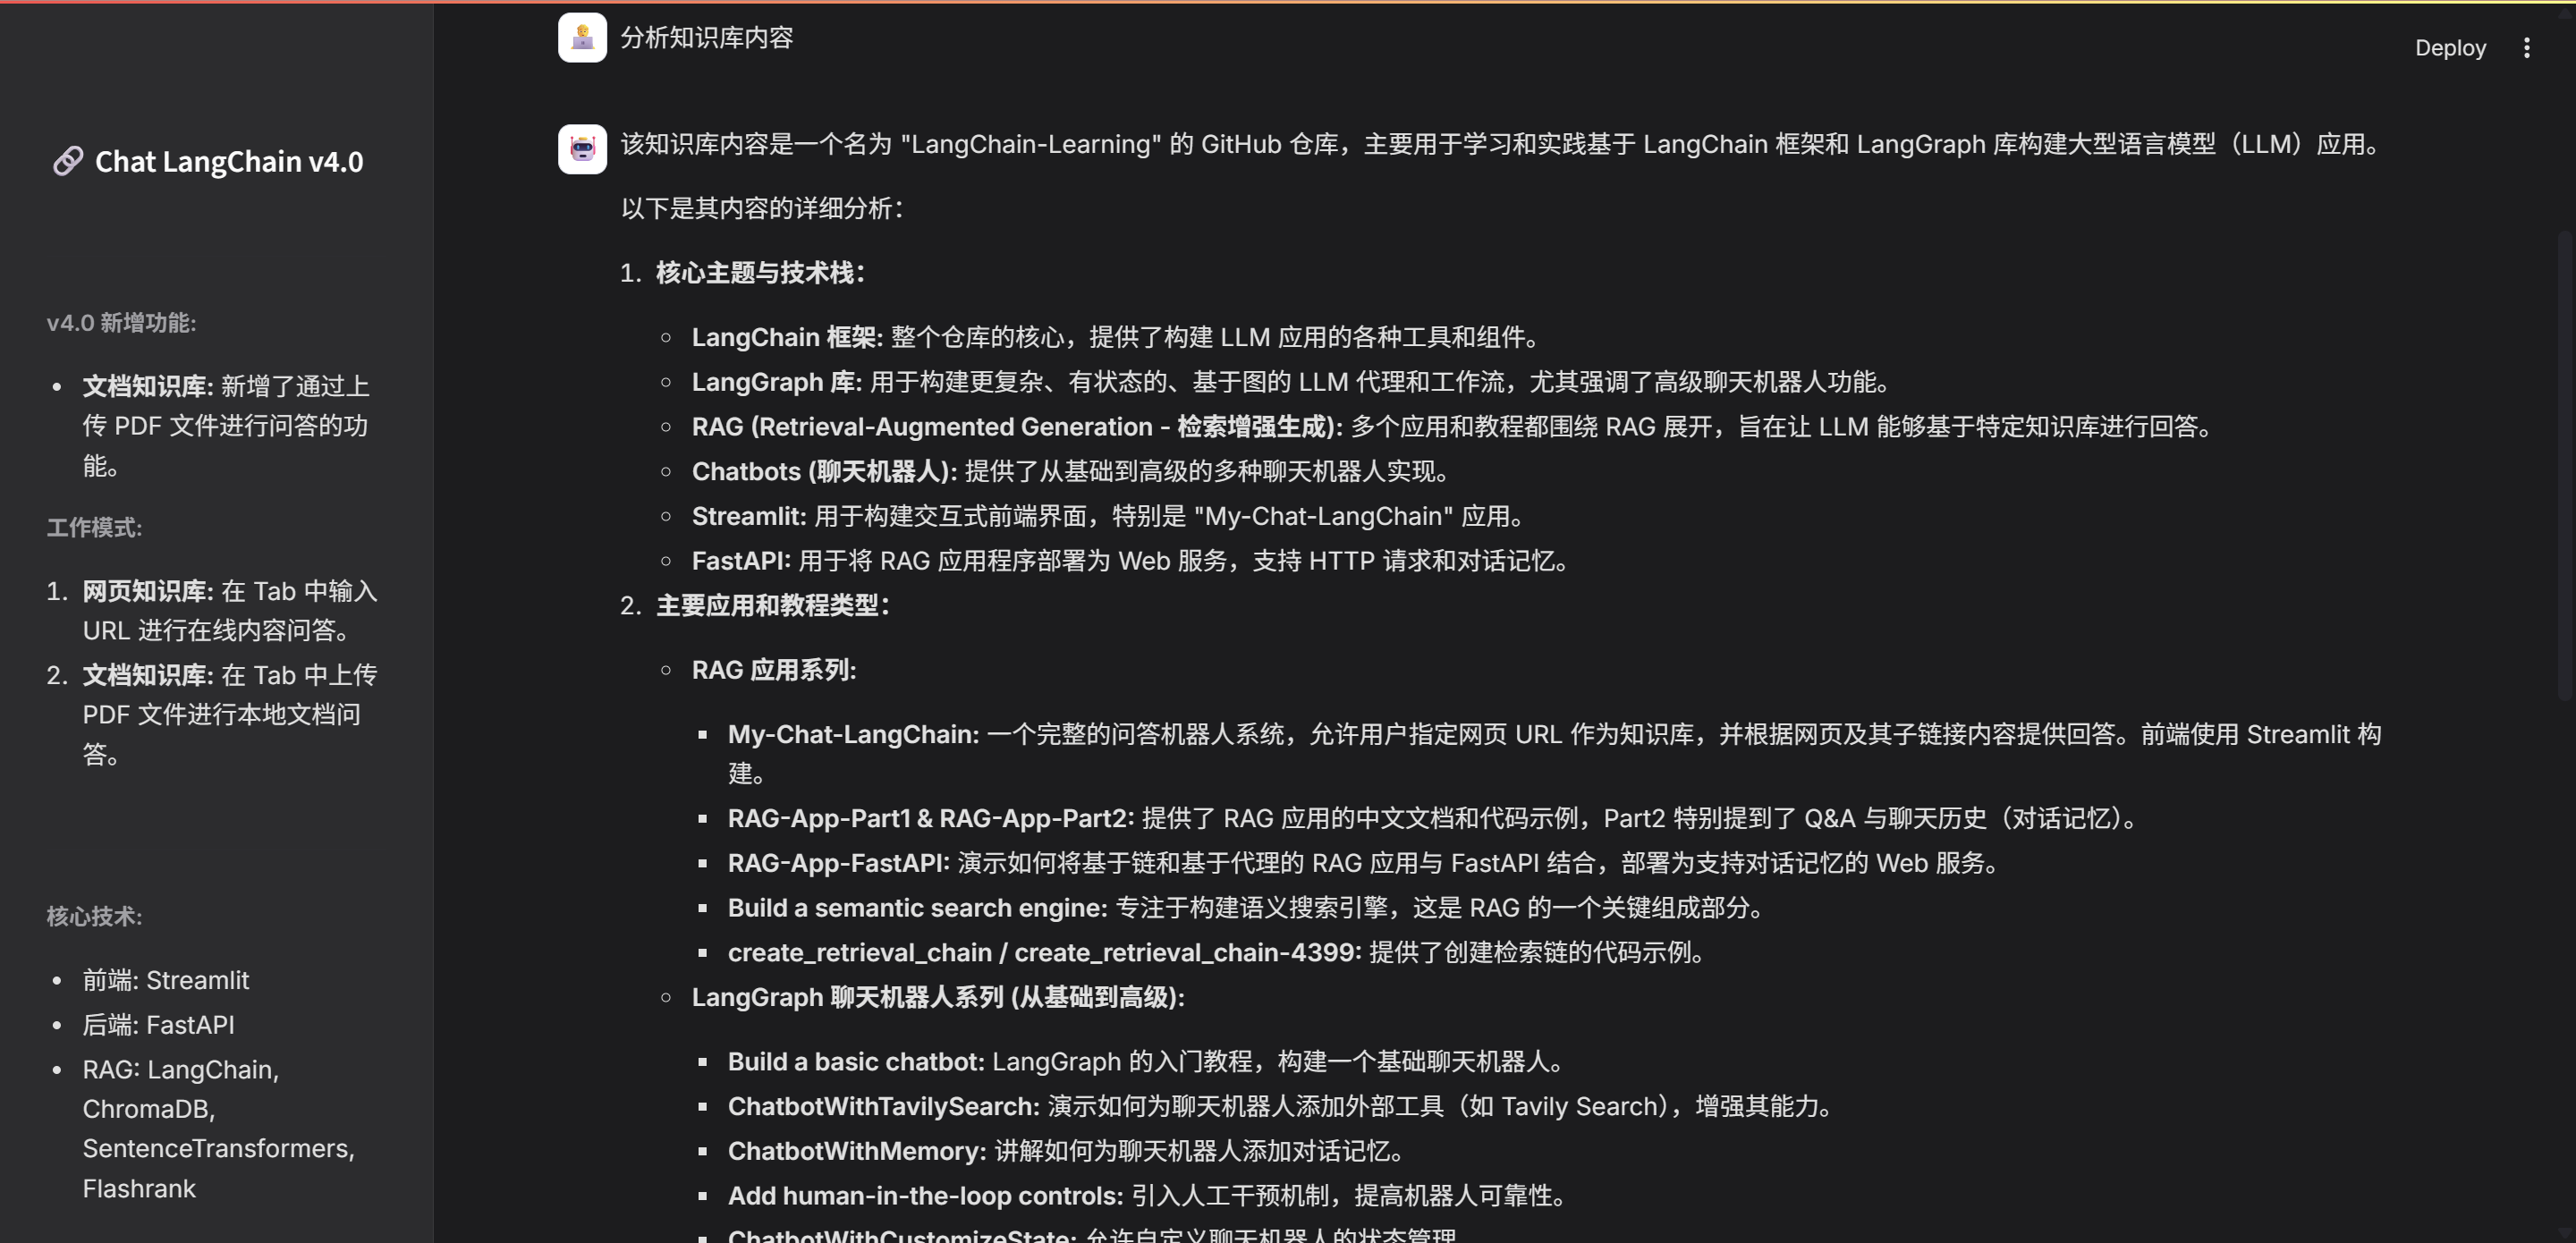 分析知识库内容
Deploy
Chat LangChain v4.0
v4.0 新增功能:
文档知识库: 新增了通过上
传 PDF 文件进行问答的功
能。
工作模式:
1. 网页知识库: 在 Tab 中输入
URL 进行在线内容问答。
2. 文档知识库: 在 Tab 中上传
PDF 文件进行本地文档问
答。
核心技术:
前端: Streamlit
后端: FastAPI
RAG: LangChain,
ChromaDB,
SentenceTransformers,
Flashrank
该知识库内容是一个名为 "LangChain-Learning" 的 GitHub 仓库，主要用于学习和实践基于 LangChain 框架和 LangGraph 库构建大型语言模型（LLM）应用。
以下是其内容的详细分析：
1. 核心主题与技术栈：
LangChain 框架: 整个仓库的核心，提供了构建 LLM 应用的各种工具和组件。
LangGraph 库: 用于构建更复杂、有状态的、基于图的 LLM 代理和工作流，尤其强调了高级聊天机器人功能。
RAG (Retrieval-Augmented Generation - 检索增强生成): 多个应用和教程都围绕 RAG 展开，旨在让 LLM 能够基于特定知识库进行回答。
Chatbots (聊天机器人): 提供了从基础到高级的多种聊天机器人实现。
Streamlit: 用于构建交互式前端界面，特别是 "My-Chat-LangChain" 应用。
FastAPI: 用于将 RAG 应用程序部署为 Web 服务，支持 HTTP 请求和对话记忆。
2. 主要应用和教程类型：
RAG 应用系列:
My-Chat-LangChain: 一个完整的问答机器人系统，允许用户指定网页 URL 作为知识库，并根据网页及其子链接内容提供回答。前端使用 Streamlit 构
建。
RAG-App-Part1 & RAG-App-Part2: 提供了 RAG 应用的中文文档和代码示例，Part2 特别提到了 Q&A 与聊天历史（对话记忆）。
RAG-App-FastAPI: 演示如何将基于链和基于代理的 RAG 应用与 FastAPI 结合，部署为支持对话记忆的 Web 服务。
Build a semantic search engine: 专注于构建语义搜索引擎，这是 RAG 的一个关键组成部分。
create_retrieval_chain / create_retrieval_chain-4399: 提供了创建检索链的代码示例。
LangGraph 聊天机器人系列 (从基础到高级):
Build a basic chatbot: LangGraph 的入门教程，构建一个基础聊天机器人。
ChatbotWithTavilySearch: 演示如何为聊天机器人添加外部工具（如 Tavily Search），增强其能力。
ChatbotWithMemory: 讲解如何为聊天机器人添加对话记忆。
Add human-in-the-loop controls: 引入人工干预机制，提高机器人可靠性。
ChatbotWithCustomizeState: 允许自定义聊天机器人的状态管理